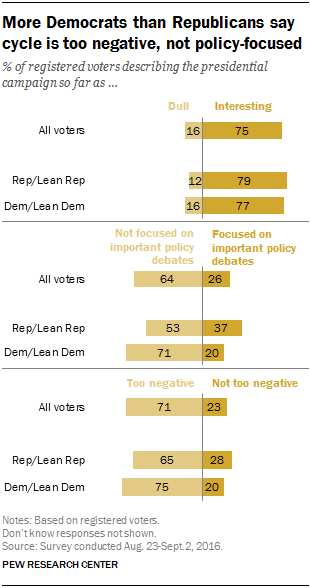 More Democrats than Republicans say
cycle is too negative, not policy-focused
% of registered voters describing the presidential
campaign so far as ...
Dull Interesting
All voters 16 75
Rep/Lean Rep 12 79
Dem/Lean Dem 16 77
Not focused on
important policy
debates
Focused on
important policy
debates
All voters 64 26
Rep/Lean Rep 53 37
Dem/Lean Dem 71 20
Too negative Not too negative
All voters 71 23
Rep/Lean Rep 65 28
Dem/Lean Dem 75 20
Notes: Based on registered voters.
Don't know responses not shown.
Source: Survey conducted Aug. 23-Sept. 2, 2016.
PEW RESEARCH CENTER